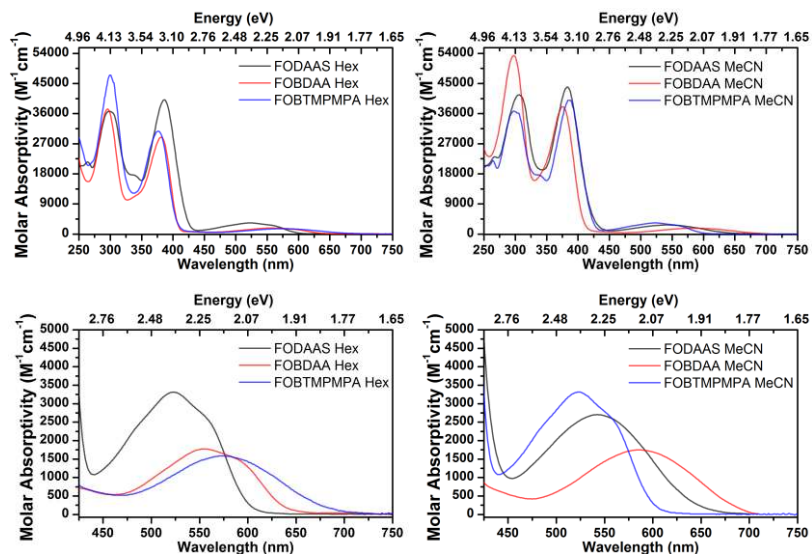 Energy (eV)
4.96 4.13 3.54 3.10 2.76 2.48 2.25 2.07 1.91 1.77 1.65
54000
45000
36000
27000
18000
9000
0
Molar Absorptivity (M⁻¹cm⁻¹)
FODAAS Hex
FOBDAA Hex
FOBTMPMPA Hex
250 300 350 400 450 500 550 600 650 700 750
Wavelength (nm)
Energy (eV)
4.96 4.13 3.54 3.10 2.76 2.48 2.25 2.07 1.91 1.77 1.65
54000
45000
36000
27000
18000
9000
0
Molar Absorptivity (M⁻¹cm⁻¹)
FODAAS MeCN
FOBDAA MeCN
FOBTMPMPA MeCN
250 300 350 400 450 500 550 600 650 700 750
Wavelength (nm)
Energy (eV)
2.76 2.48 2.25 2.07 1.91 1.77 1.65
5000
4500
4000
3500
3000
2500
2000
1500
1000
500
0
Molar Absorptivity (M⁻¹cm⁻¹)
FODAAS Hex
FOBDAA Hex
FOBTMPMPA Hex
450 500 550 600 650 700 750
Wavelength (nm)
Energy (eV)
2.76 2.48 2.25 2.07 1.91 1.77 1.65
5000
4500
4000
3500
3000
2500
2000
1500
1000
500
0
Molar Absorptivity (M⁻¹cm⁻¹)
FODAAS MeCN
FOBDAA MeCN
FOBTMPMPA MeCN
450 500 550 600 650 700 750
Wavelength (nm)